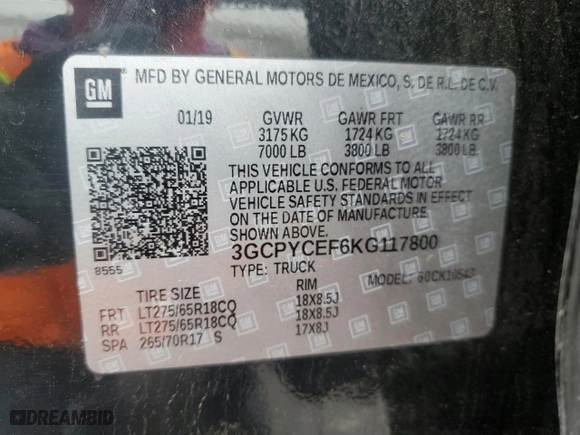 GM
MFD BY GENERAL MOTORS DE MEXICO, S. DE R.L. DE C.V.
01/19 GVWR GAWR FRT GAWR RR
3175 KG 1724 KG 1724 KG
7000 LB 3800 LB 3800 LB
THIS VEHICLE CONFORMS TO ALL
APPLICABLE U.S. FEDERAL MOTOR
VEHICLE SAFETY STANDARDS IN EFFECT
ON THE DATE OF MANUFACTURE
SHOWN ABOVE.
3GCPYCEF6KG117800
8555
TYPE: TRUCK MODEL:
TIRE SIZE RIM
FRT LT275/65R18CQ 18X8.5J
RR LT275/65R18CQ 18X8.5J
SPA 265/70R17 S 17X8J
© DREAMBID